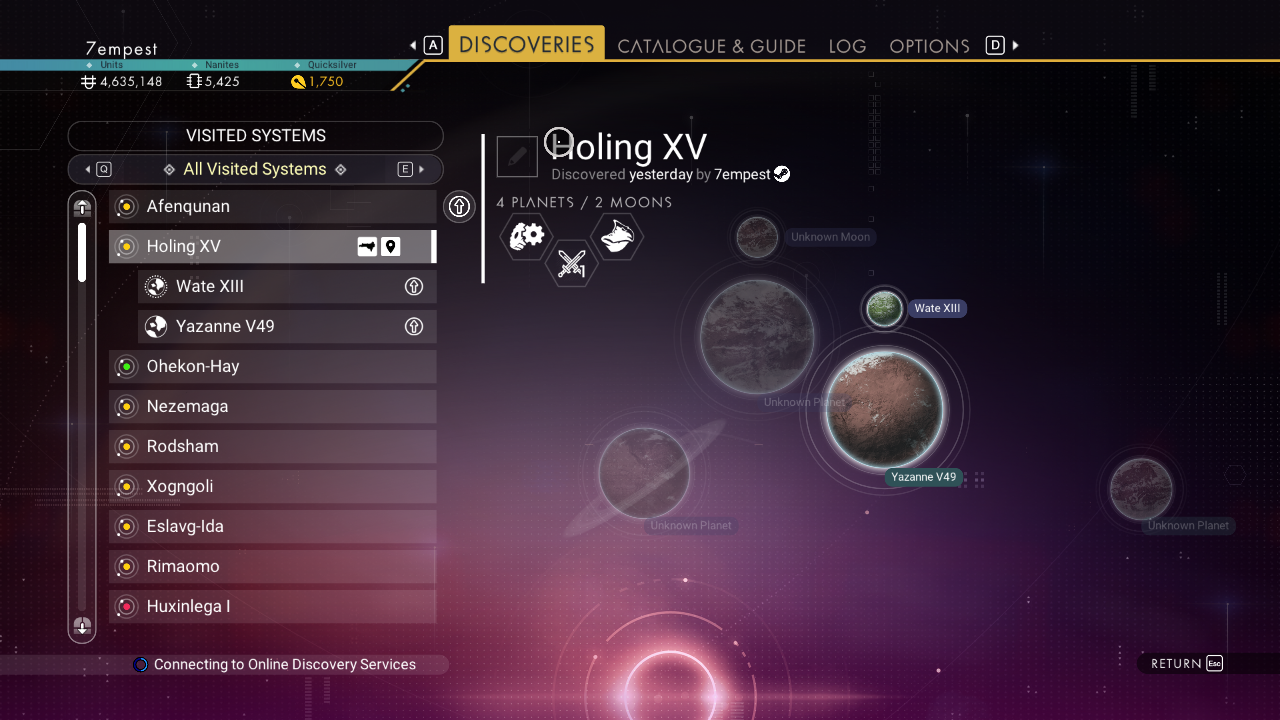 7empest
Units Nanites Quicksilver
4,635,148 5,425 1,750
A DISCOVERIES CATALOGUE & GUIDE LOG OPTIONS D
VISITED SYSTEMS
Q All Visited Systems E
Afenqunan
Holing XV
Wate XIII
Yazanne V49
Ohekon-Hay
Nezemaga
Rodsham
Xogngoli
Eslavg-Ida
Rimaomo
Huxinlega I
Connecting to Online Discovery Services
Holing XV
Discovered yesterday by 7empest
4 PLANETS / 2 MOONS
Unknown Moon
Wate XIII
Unknown Planet
Yazanne V49
Unknown Planet
Unknown Planet
RETURN Esc